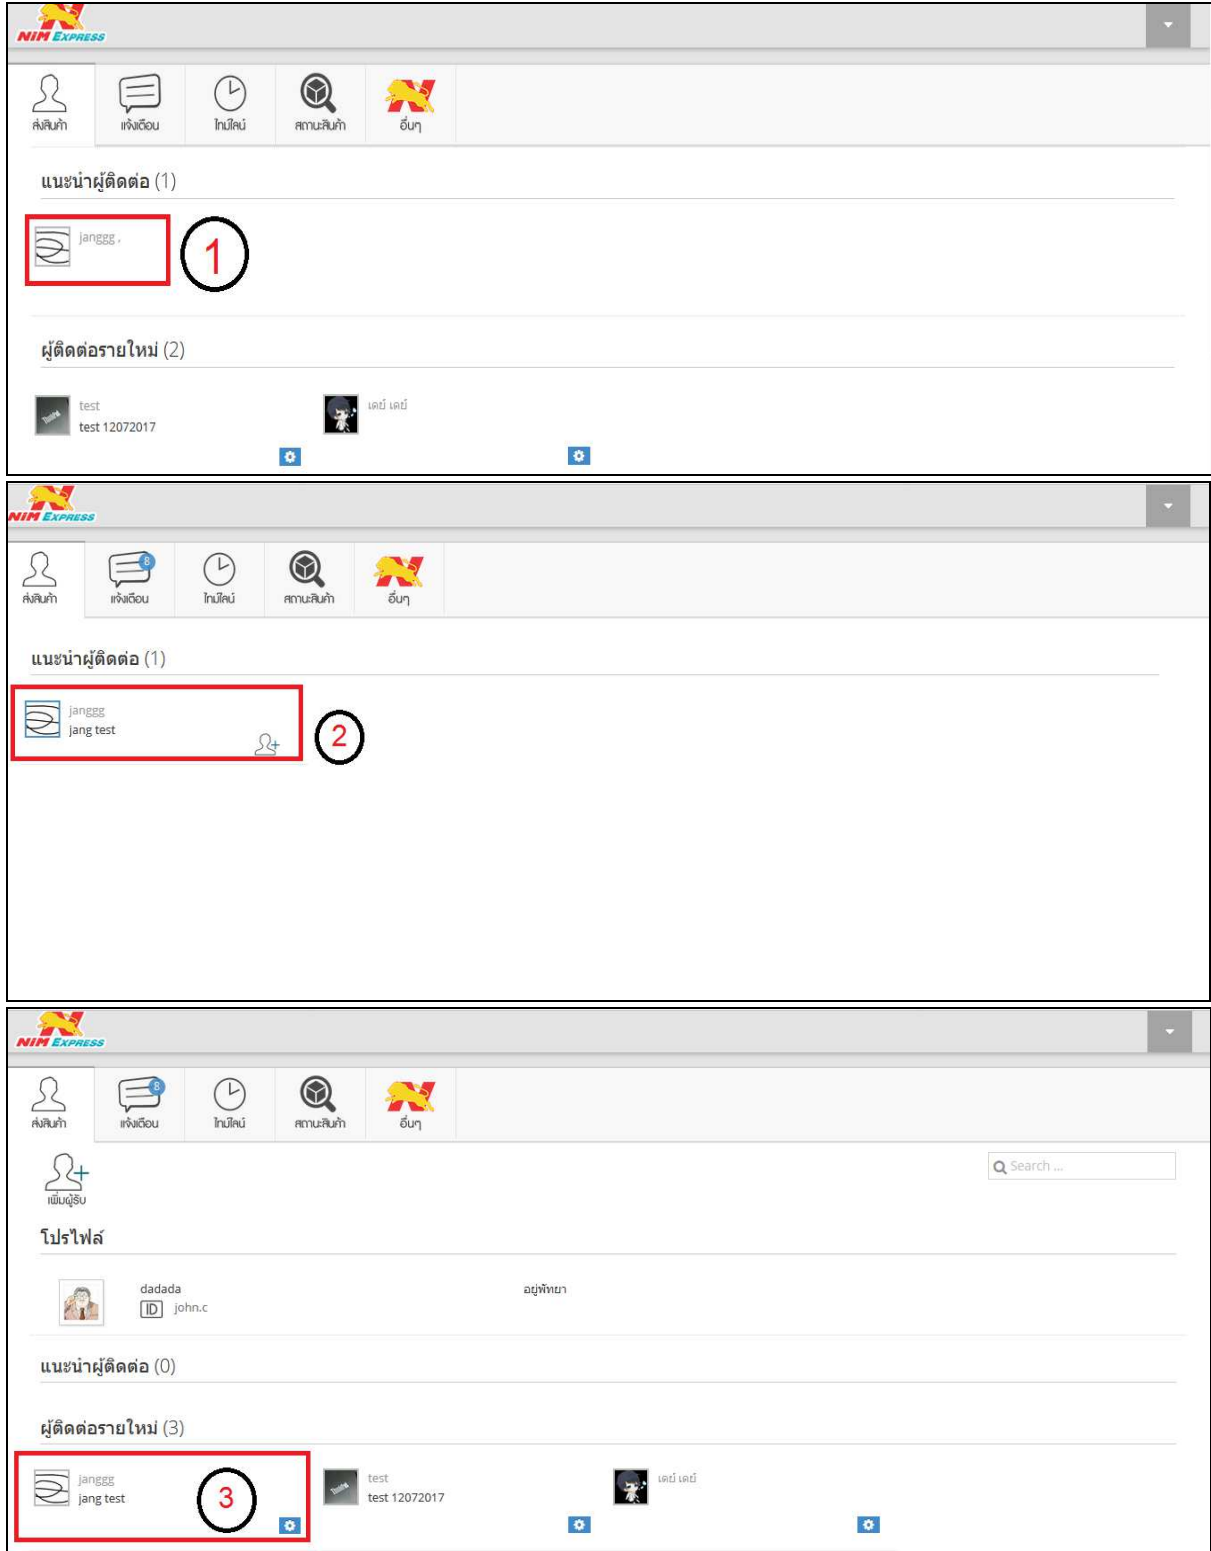 NIM EXPRESS
ส่งสินค้า
แจ้งเตือน
ไทม์ไลน์
สถานะสินค้า
อื่นๆ
แนะนำผู้ติดต่อ (1)
janggg ,
1
ผู้ติดต่อรายใหม่ (2)
test
test 12072017
เดย์ เดย์
NIM EXPRESS
ส่งสินค้า
8
แจ้งเตือน
ไทม์ไลน์
สถานะสินค้า
อื่นๆ
แนะนำผู้ติดต่อ (1)
janggg
jang test
2
NIM EXPRESS
ส่งสินค้า
8
แจ้งเตือน
ไทม์ไลน์
สถานะสินค้า
อื่นๆ
เพิ่มผู้รับ
Search ...
โปรไฟล์
dadada
ID john.c
อยู่พัทยา
แนะนำผู้ติดต่อ (0)
ผู้ติดต่อรายใหม่ (3)
janggg
jang test
3
test
test 12072017
เดย์ เดย์